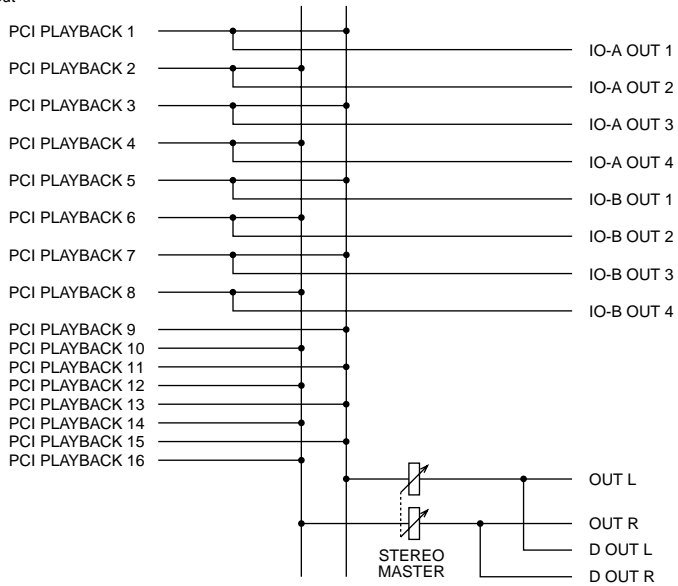 PCI PLAYBACK 1
IO-A OUT 1
PCI PLAYBACK 2
IO-A OUT 2
PCI PLAYBACK 3
IO-A OUT 3
PCI PLAYBACK 4
IO-A OUT 4
PCI PLAYBACK 5
IO-B OUT 1
PCI PLAYBACK 6
IO-B OUT 2
PCI PLAYBACK 7
IO-B OUT 3
PCI PLAYBACK 8
IO-B OUT 4
PCI PLAYBACK 9
PCI PLAYBACK 10
PCI PLAYBACK 11
PCI PLAYBACK 12
PCI PLAYBACK 13
PCI PLAYBACK 14
PCI PLAYBACK 15
PCI PLAYBACK 16
OUT L
OUT R
STEREO
MASTER
D OUT L
D OUT R